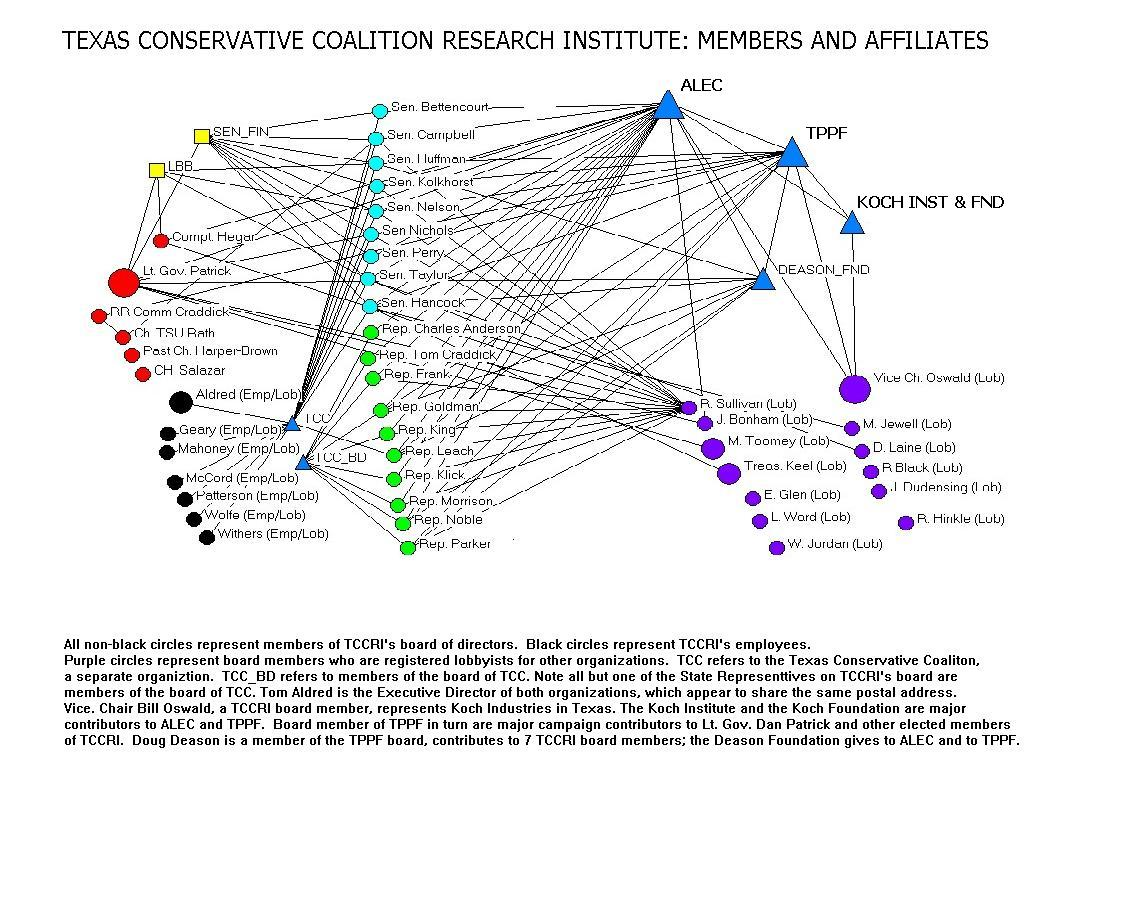 TEXAS CONSERVATIVE COALITION RESEARCH INSTITUTE: MEMBERS AND AFFILIATES
ALEC
Sen. Bettencourt
SEN_FIN
TPPF
Sen. Campbell
Sen. Huffman
LBB
Sen. Kolkhorst
KOCH INST & FND
Sen. Nelson
Sen Nichols
Compt. Hegar
Sen. Perry
Lt. Gov. Patrick
Sen. Taylor
DEASON_FND
Sen. Hancock
RR Comm Craddick
Rep. Charles Anderson
Ch. TSU Rath
Past Ch. Harper-Brown
Rep. Tom Craddick
CH. Salazar
Rep. Frank
Vice Ch. Oswald (Lob)
Aldred (Emp/Lob)
R. Sullivan (Lob)
Rep. Goldman
TCC
J. Bonham (Lob)
M. Jewell (Lob)
Geary (Emp/Lob)
Rep. King
M. Toomey (Lob)
Mahoney (Emp/Lob)
Rep. Leach
D. Laine (Lob)
TCC_BD
Treas. Keel (Lob)
R Black (Lob)
McCord (Emp/Lob)
Rep. Klick
J. Dudensing (Lob)
Patterson (Emp/Lob)
E. Glen (Lob)
Rep. Morrison
Wolfe (Emp/Lob)
Rep. Noble
L. Ward (Lob)
R. Hinkle (Lob)
Withers (Emp/Lob)
Rep. Parker
W. Jordan (Lob)
All non-black circles represent members of TCCRI's board of directors. Black circles represent TCCRI's employees.
Purple circles represent board members who are registered lobbyists for other organizations. TCC refers to the Texas Conservative Coaliton,
a separate organiztion. TCC_BD refers to members of the board of TCC. Note all but one of the State Representtives on TCCRI's board are
members of the board of TCC. Tom Aldred is the Executive Director of both organizations, which appear to share the same postal address.
Vice. Chair Bill Oswald, a TCCRI board member, represents Koch Industries in Texas. The Koch Institute and the Koch Foundation are major
contributors to ALEC and TPPF. Board member of TPPF in turn are major campaign contributors to Lt. Gov. Dan Patrick and other elected members
of TCCRI. Doug Deason is a member of the TPPF board, contributes to 7 TCCRI board members; the Deason Foundation gives to ALEC and to TPPF.